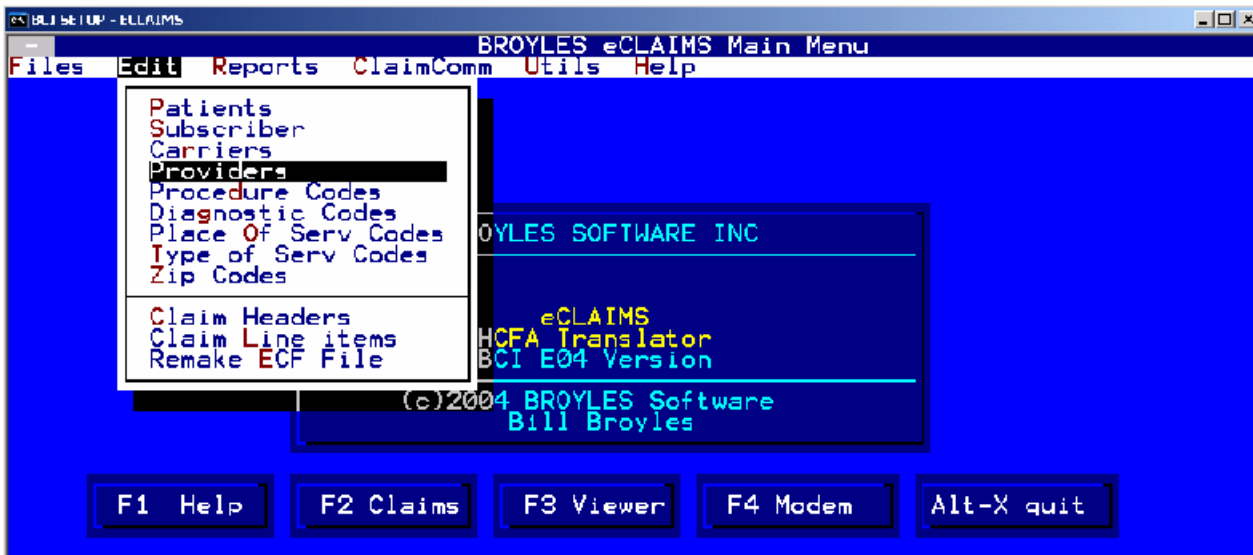 BCI SETUP - ECLAIMS
BROYLES eCLAIMS Main Menu
Files Edit Reports ClaimComm Utils Help
Patients
Subscriber
Carriers
Providers
Procedure Codes
Diagnostic Codes
Place Of Serv Codes
Type of Serv Codes
Zip Codes
Claim Headers
Claim Line items
Remake ECF File
OYLES SOFTWARE INC
eCLAIMS
HCFA Translator
BCI E04 Version
(c)2004 BROYLES Software
Bill Broyles
F1 Help F2 Claims F3 Viewer F4 Modem Alt-X quit